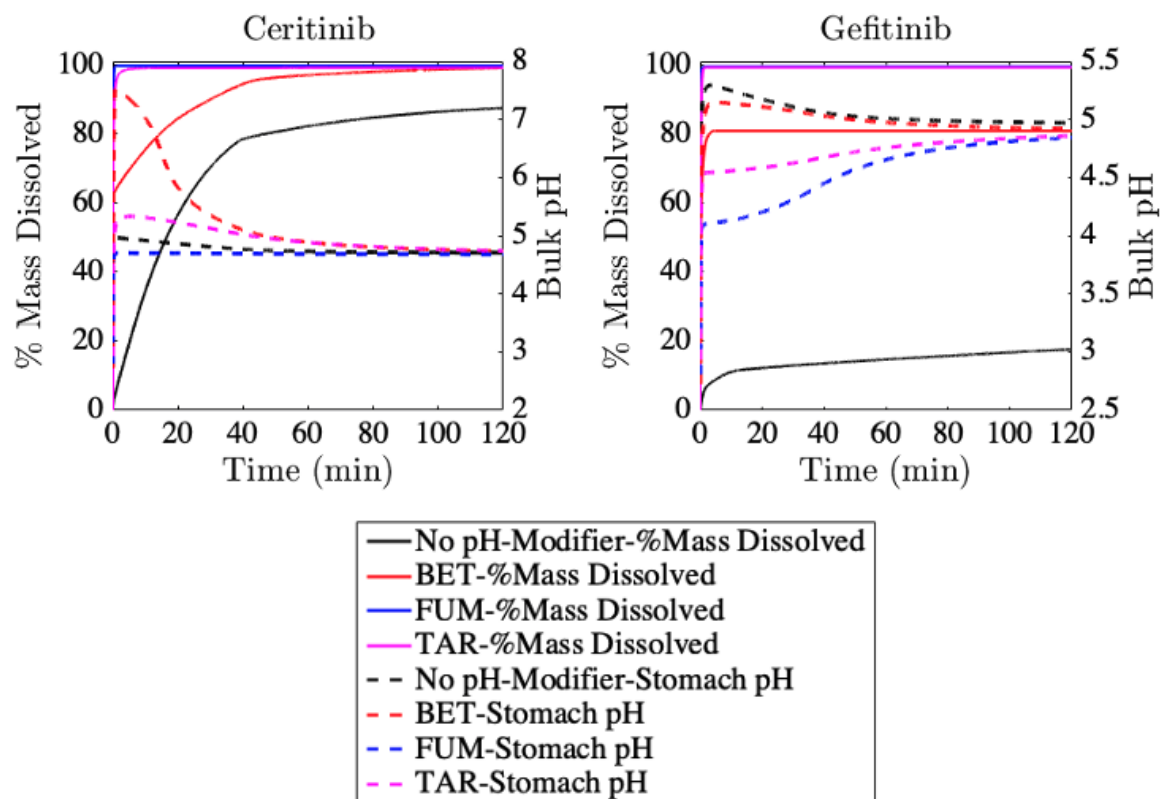 Ceritinib
Gefitinib
100
80
60
40
20
0
% Mass Dissolved
8
7
6
5
4
3
2
Bulk pH
0 20 40 60 80 100 120
Time (min)
100
80
60
40
20
0
% Mass Dissolved
5.5
5
4.5
4
3.5
3
2.5
Bulk pH
0 20 40 60 80 100 120
Time (min)
No pH-Modifier-%Mass Dissolved
BET-%Mass Dissolved
FUM-%Mass Dissolved
TAR-%Mass Dissolved
No pH-Modifier-Stomach pH
BET-Stomach pH
FUM-Stomach pH
TAR-Stomach pH